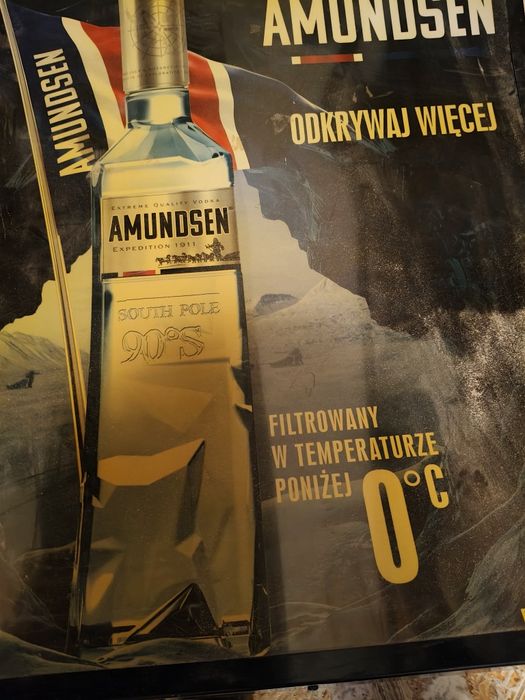 AMUNDSEN
ODKRYWAJ WIĘCEJ
AMUNDSEN
EXTREME QUALITY VODKA
AMUNDSEN
EXPEDITION 1911
SOUTH POLE
90°S
FILTROWANY
W TEMPERATURZE
PONIŻEJ 0°C